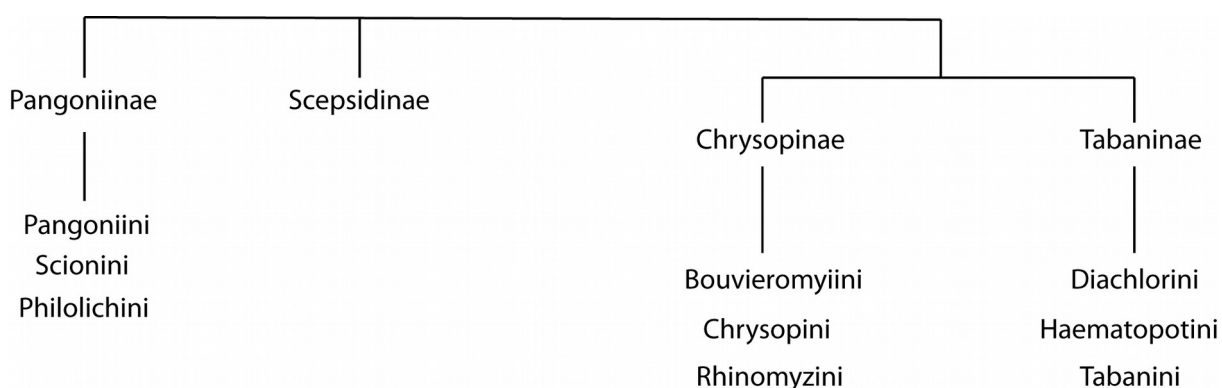 Pangoniinae
Scepsidinae
Chrysopinae
Tabaninae
Pangoniini
Scionini
Philolichini
Bouvieromyiini
Chrysopini
Rhinomyzini
Diachlorini
Haematopotini
Tabanini